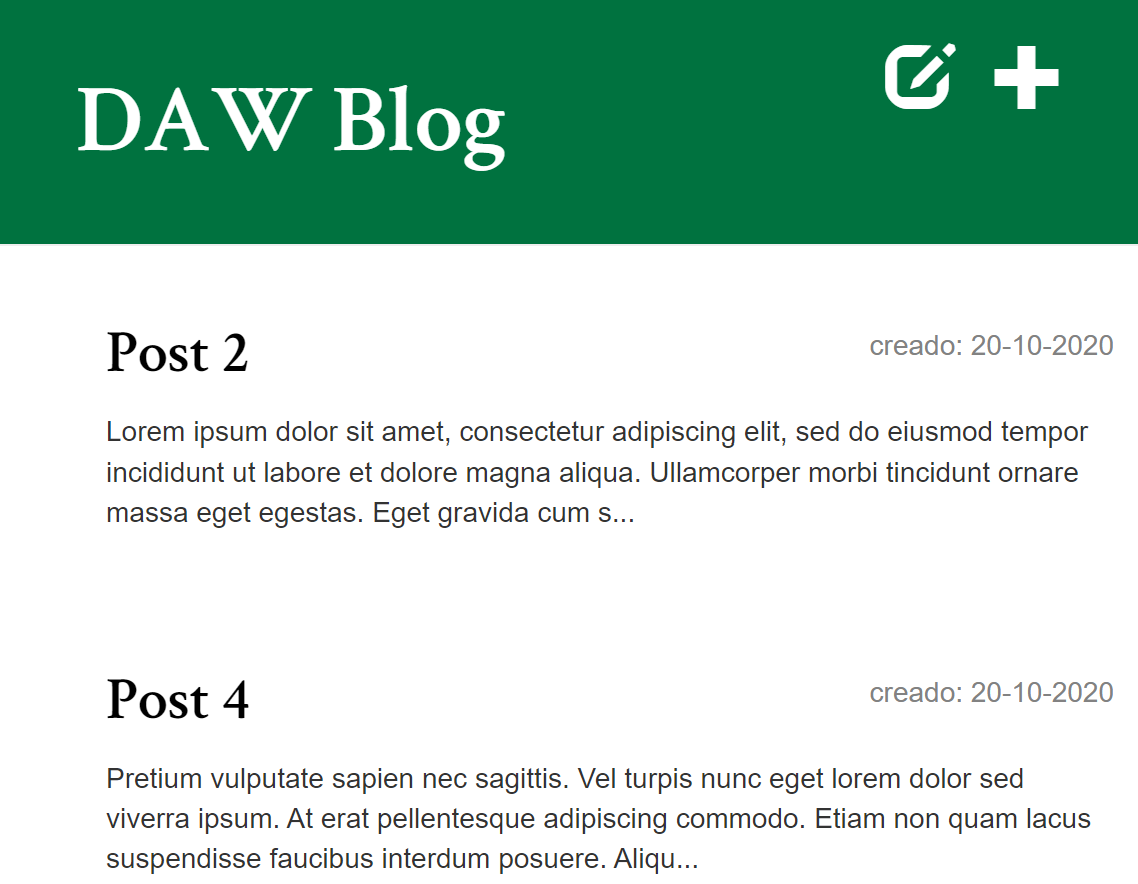 DAW Blog
Post 2
creado: 20-10-2020
Lorem ipsum dolor sit amet, consectetur adipiscing elit, sed do eiusmod tempor
incididunt ut labore et dolore magna aliqua. Ullamcorper morbi tincidunt ornare
massa eget egestas. Eget gravida cum s...
Post 4
creado: 20-10-2020
Pretium vulputate sapien nec sagittis. Vel turpis nunc eget lorem dolor sed
viverra ipsum. At erat pellentesque adipiscing commodo. Etiam non quam lacus
suspendisse faucibus interdum posuere. Aliqu...